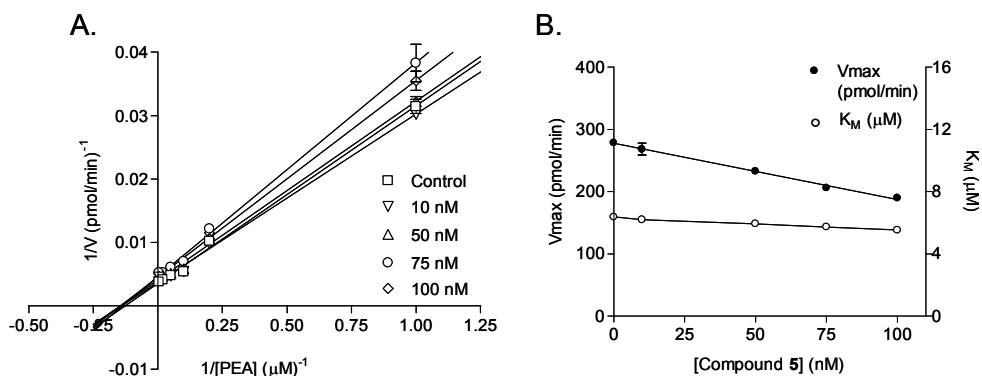 A.
0.04
0.03
0.02
0.01
-0.01
1/V (pmol/min)-1
-0.50
-0.25
0.25
0.50
0.75
1.00
1.25
1/[PEA] (μM)-1
Control
10 nM
50 nM
75 nM
100 nM
B.
400
300
200
100
0
Vmax (pmol/min)
16
12
8
4
0
KM (μM)
Vmax
(pmol/min)
KM (μM)
0
25
50
75
100
[Compound 5] (nM)